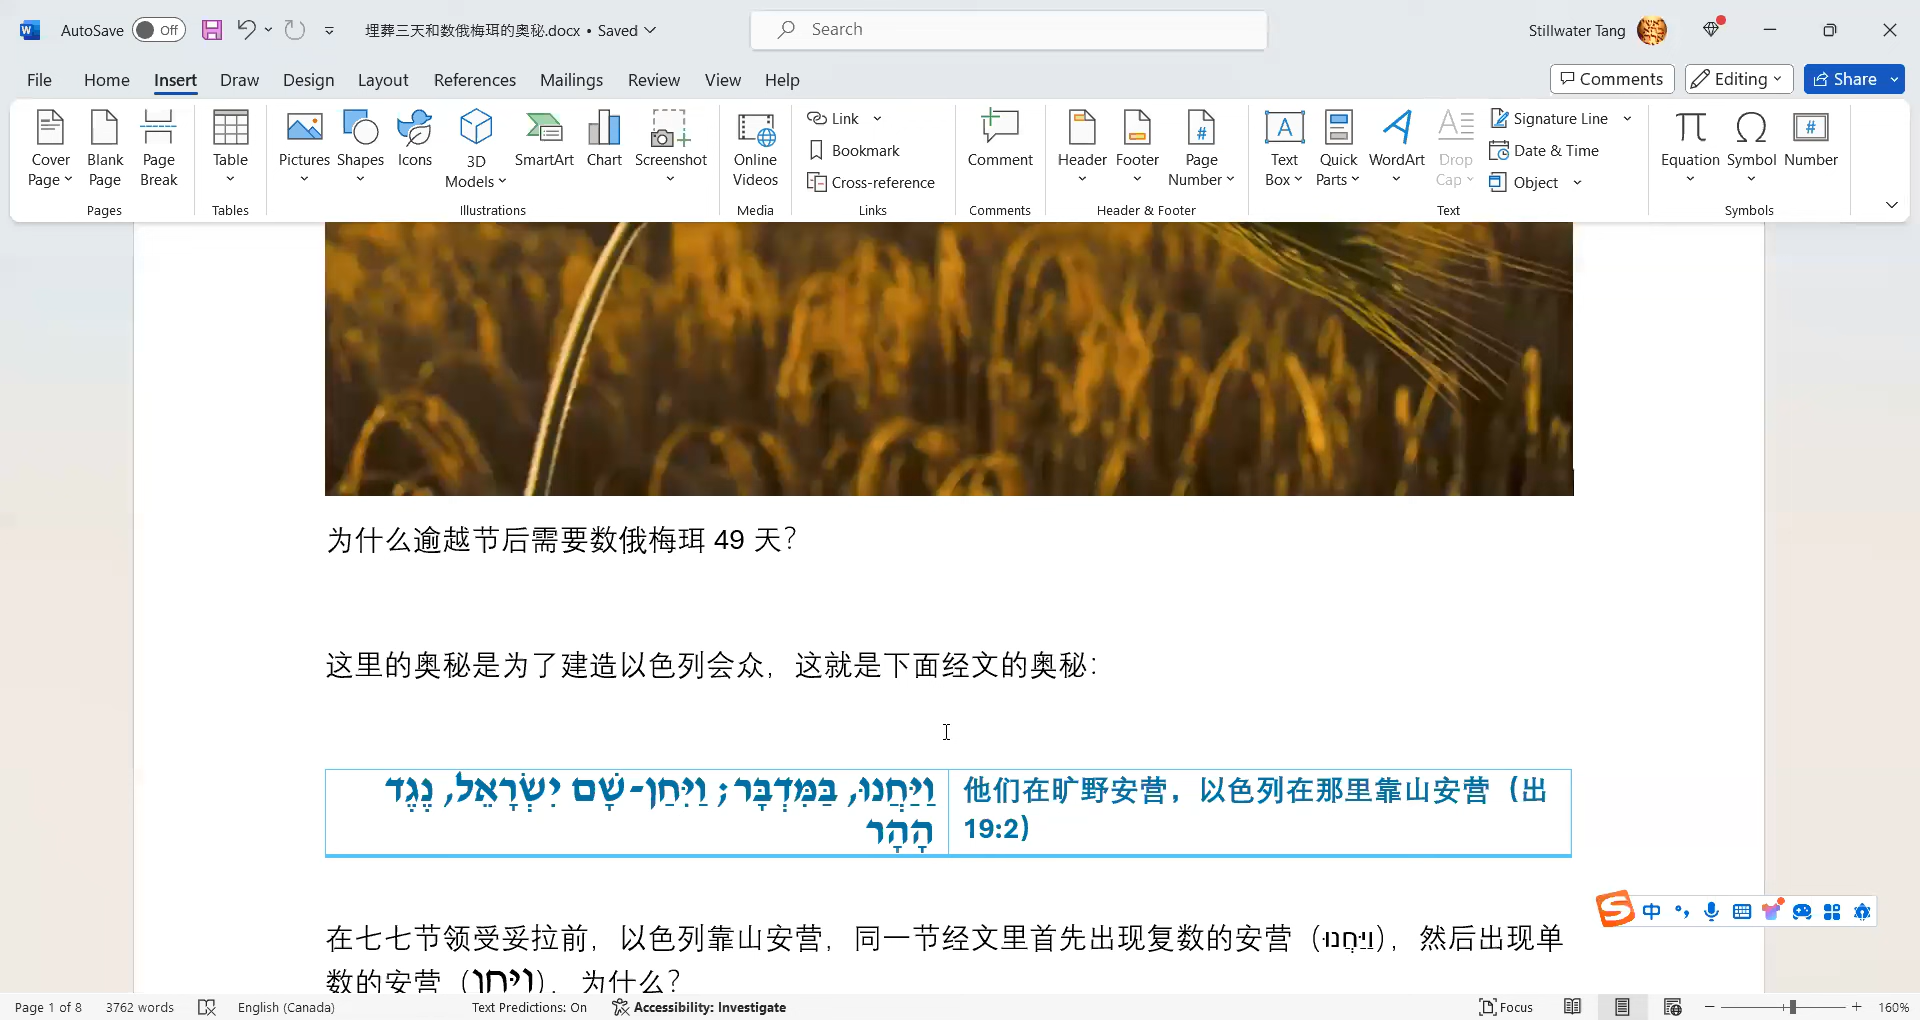 AutoSave Off 埋葬三天和数俄梅珥的奥秘.docx • Saved Search Stillwater Tang
File Home Insert Draw Design Layout References Mailings Review View Help Comments Editing Share
Cover Page Blank Page Page Break Table Pictures Shapes Icons 3D Models SmartArt Chart Screenshot Online Videos Link Bookmark Cross-reference Comment Header Footer Page Number Text Box Quick Parts WordArt Drop Cap Signature Line Date & Time Object Equation Symbol Number
Pages Tables Illustrations Media Links Comments Header & Footer Text Symbols
为什么逾越节后需要数俄梅珥 49 天？
这里的奥秘是为了建造以色列会众，这就是下面经文的奥秘：
וַיַּחֲנוּ, בַּמִּדְבָּר; וַיִּחַן-שָׁם יִשְׂרָאֵל, נֶגֶד
הָהָר
他们在旷野安营，以色列在那里靠山安营（出
19:2）
在七七节领受妥拉前，以色列靠山安营，同一节经文里首先出现复数的安营（וַיַּחֲנוּ），然后出现单
数的安营（ויחן）．为什么？
中
Page 1 of 8 3762 words English (Canada) Text Predictions: On Accessibility: Investigate Focus 160%